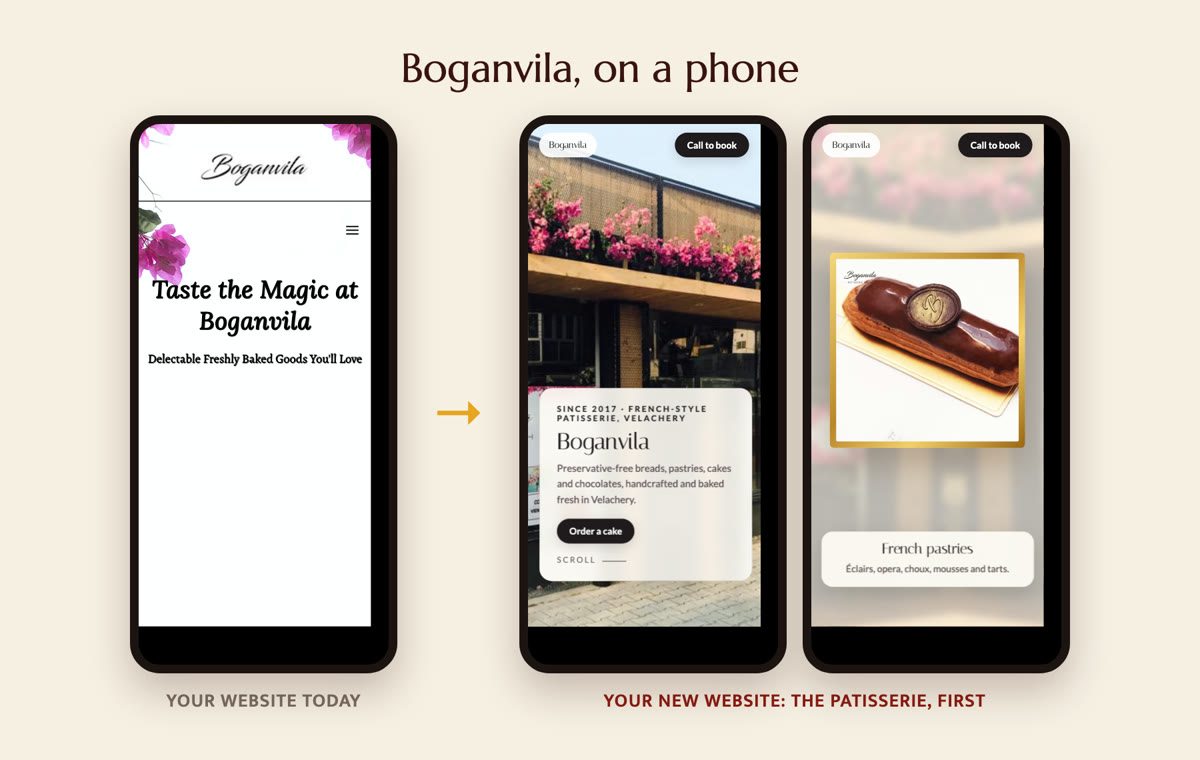 Boganvila, on a phone
Boganvila
Taste the Magic at
Boganvila
Delectable Freshly Baked Goods You'll Love
YOUR WEBSITE TODAY
Boganvila
Call to book
SINCE 2017 · FRENCH-STYLE
PATISSERIE, VELACHERY
Boganvila
Preservative-free breads, pastries, cakes
and chocolates, handcrafted and baked
fresh in Velachery.
Order a cake
SCROLL
Boganvila
Call to book
Boganvila
B
French pastries
Éclairs, opera, choux, mousses and tarts.
YOUR NEW WEBSITE: THE PATISSERIE, FIRST